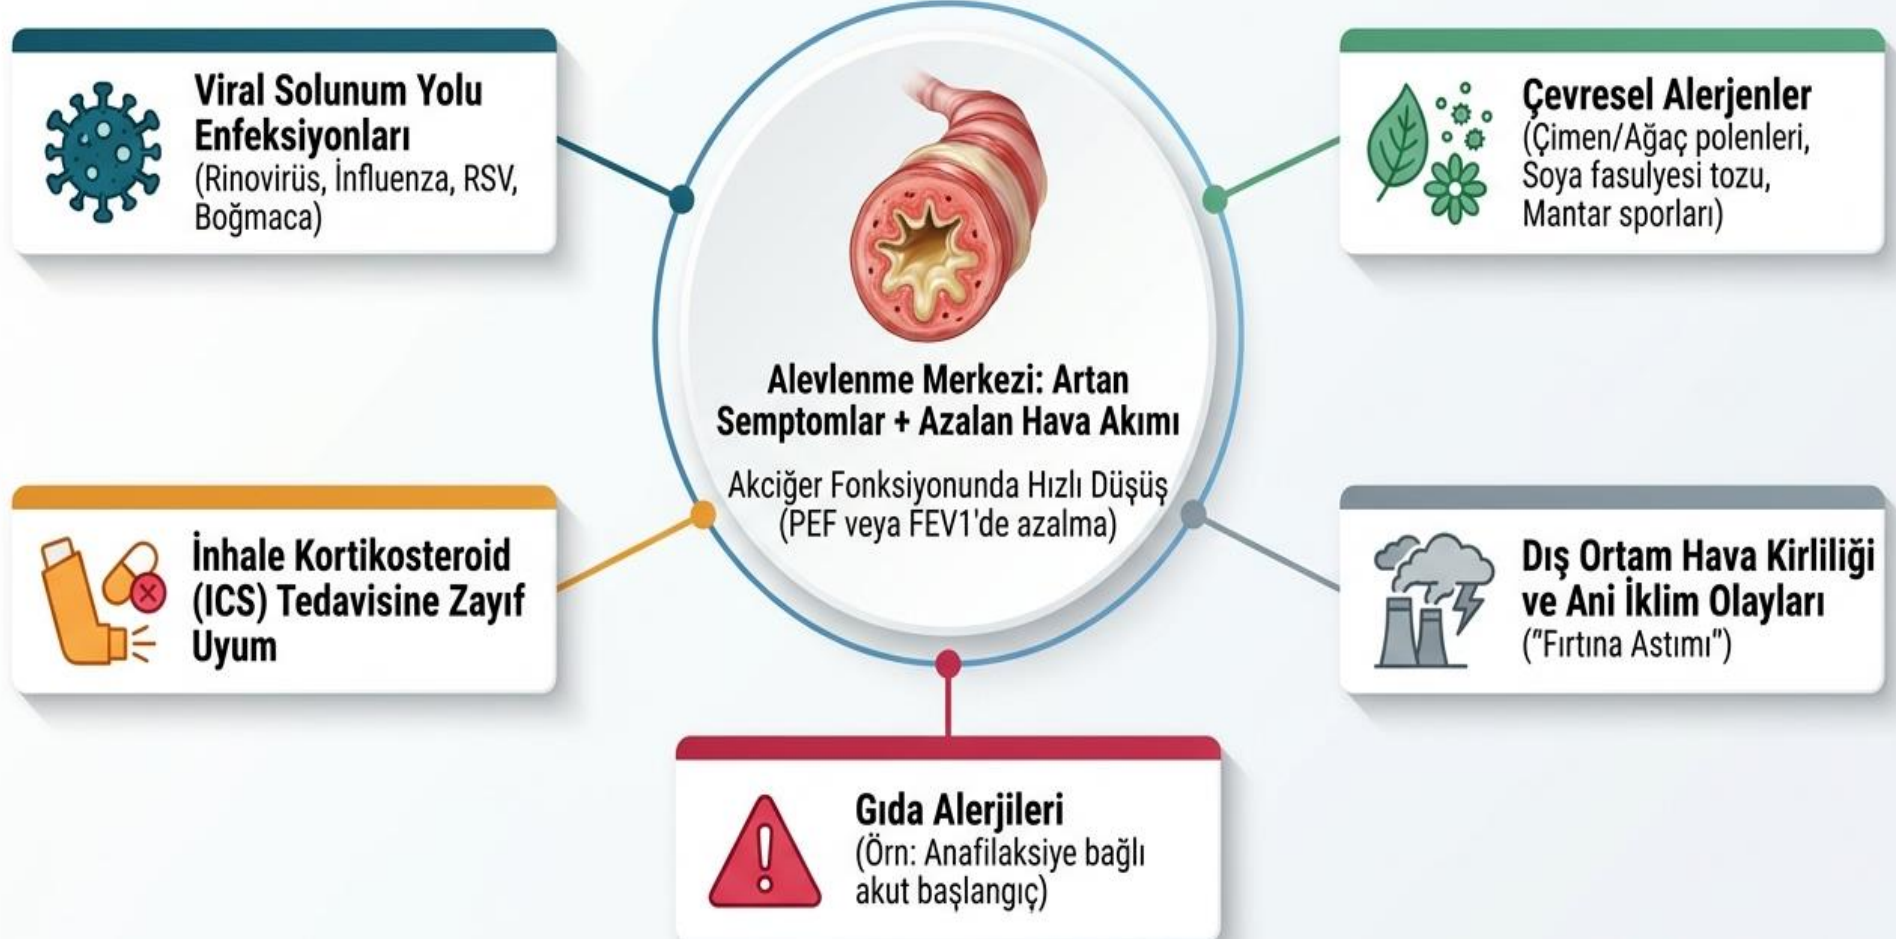 Viral Solunum Yolu
Enfeksiyonları
(Rinovirüs, İnfluenza, RSV,
Boğmaca)
Çevresel Alerjenler
(Çimen/Ağaç polenleri,
Soya fasulyesi tozu,
Mantar sporları)
Alevlenme Merkezi: Artan
Semptomlar + Azalan Hava Akımı
Akciğer Fonksiyonunda Hızlı Düşüş
(PEF veya FEV1'de azalma)
İnhale Kortikosteroid
(ICS) Tedavisine Zayıf
Uyum
Dış Ortam Hava Kirliliği
ve Ani İklim Olayları
("Fırtına Astımı")
Gıda Alerjileri
(Örn: Anafilaksiye bağlı
akut başlangıç)